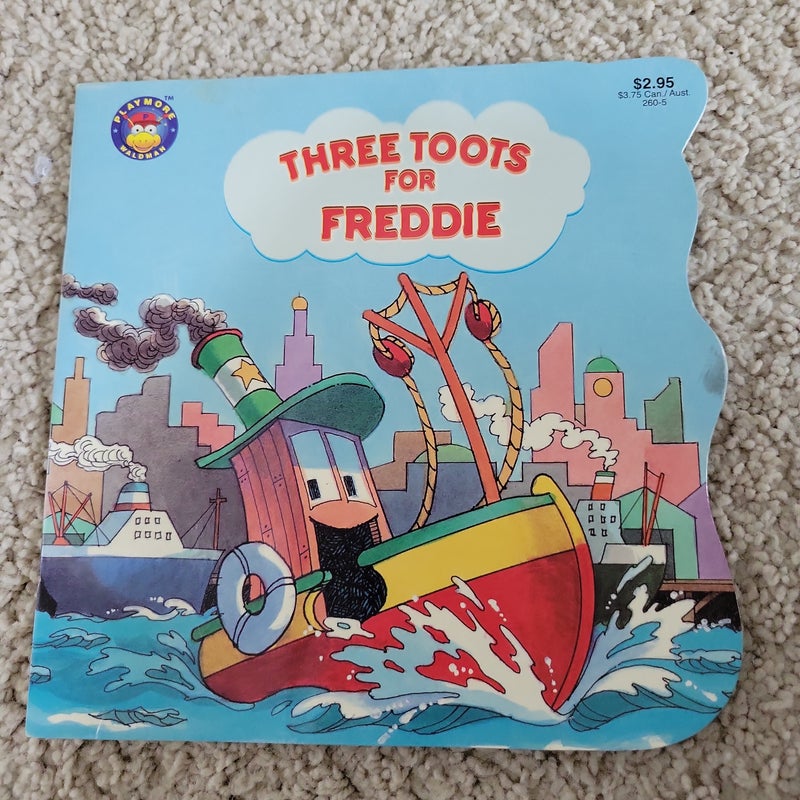 PLAYMORE
P
WALDMAN
TM
$2.95
$3.75 Can./ Aust.
260-5
THREE TOOTS
FOR
FREDDIE